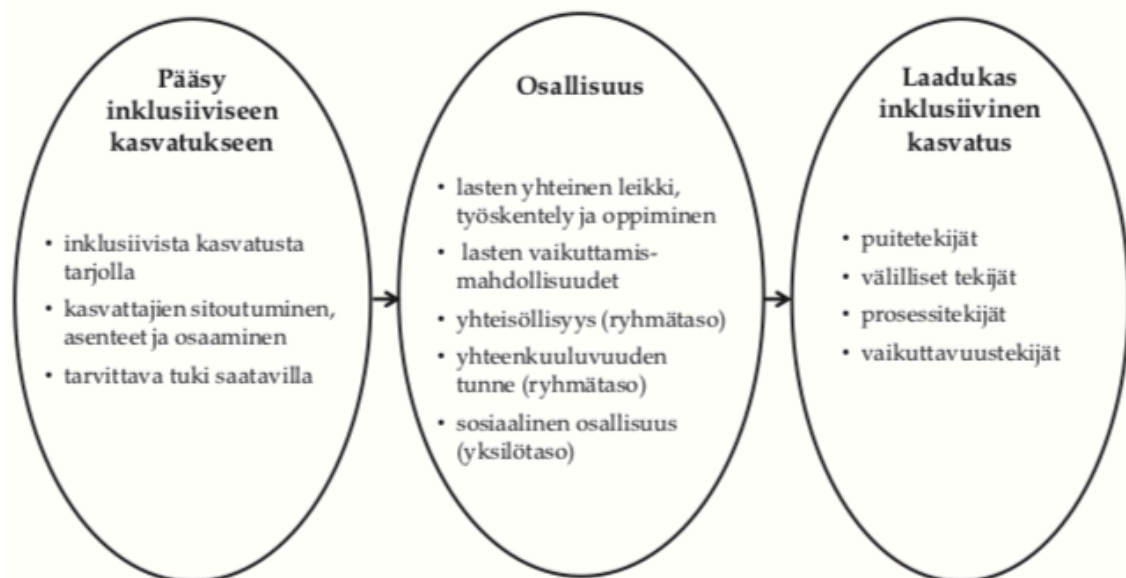 Pääsy
inklusiiviseen
kasvatukseen
• inklusiivista kasvatusta
tarjolla
• kasvattajien sitoutuminen,
asenteet ja osaaminen
• tarvittava tuki saatavilla
Osallisuus
• lasten yhteinen leikki,
työskentely ja oppiminen
• lasten vaikuttamis-
mahdollisuudet
• yhteisöllisyys (ryhmätaso)
• yhteenkuuluvuuden
tunne (ryhmätaso)
• sosiaalinen osallisuus
(yksilötaso)
Laadukas
inklusiivinen
kasvatus
• puitetekijät
• välilliset tekijät
• prosessitekijät
• vaikuttavuustekijät